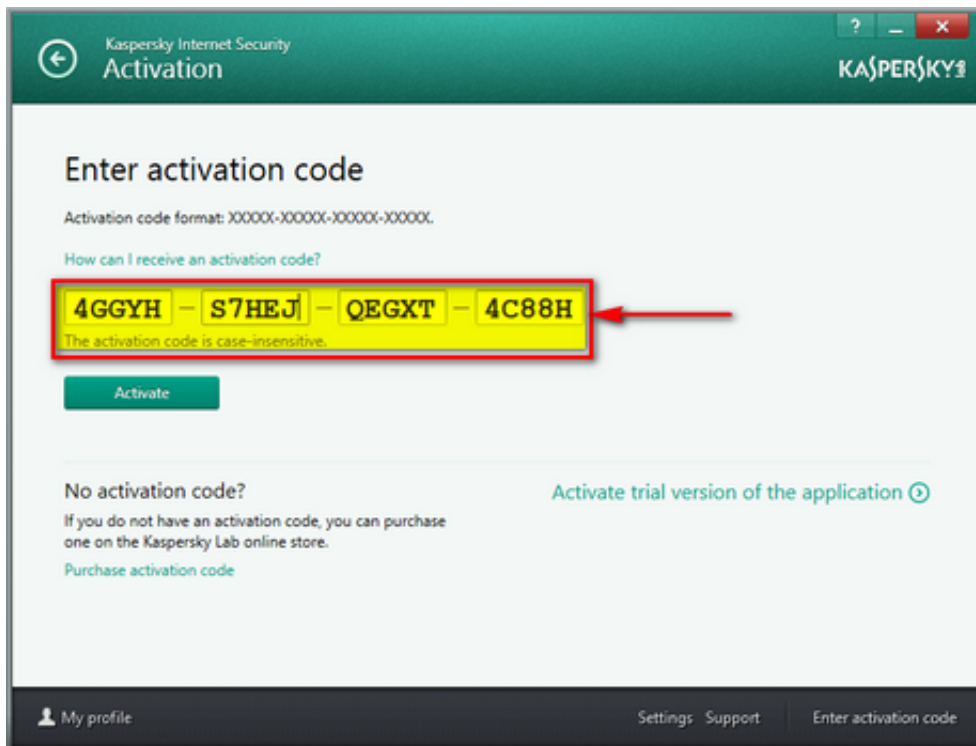 Kaspersky Internet Security
Activation
? _ x
KASPERSKY LAB
Enter activation code
Activation code format: XXXXX-XXXXX-XXXXX-XXXXX.
How can I receive an activation code?
4GGYH – S7HEJ – QEGXT – 4C88H
The activation code is case-insensitive.
Activate
No activation code?
If you do not have an activation code, you can purchase
one on the Kaspersky Lab online store.
Purchase activation code
Activate trial version of the application
My profile
Settings Support Enter activation code